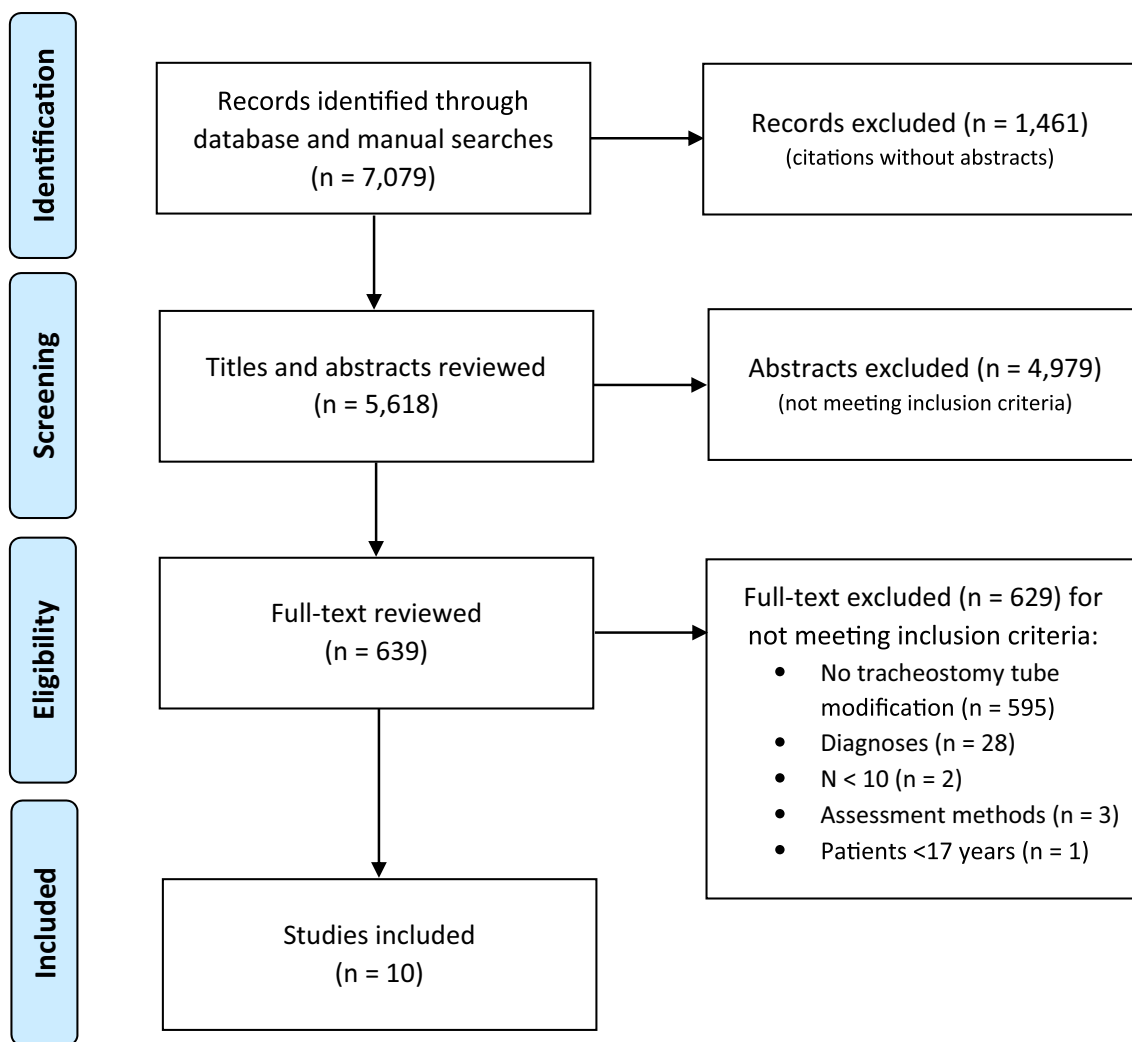 Identification
Records identified through
database and manual searches
(n = 7,079)
Records excluded (n = 1,461)
(citations without abstracts)
Screening
Titles and abstracts reviewed
(n = 5,618)
Abstracts excluded (n = 4,979)
(not meeting inclusion criteria)
Eligibility
Full-text reviewed
(n = 639)
Full-text excluded (n = 629) for
not meeting inclusion criteria:
• No tracheostomy tube
modification (n = 595)
• Diagnoses (n = 28)
• N < 10 (n = 2)
• Assessment methods (n = 3)
• Patients <17 years (n = 1)
Included
Studies included
(n = 10)